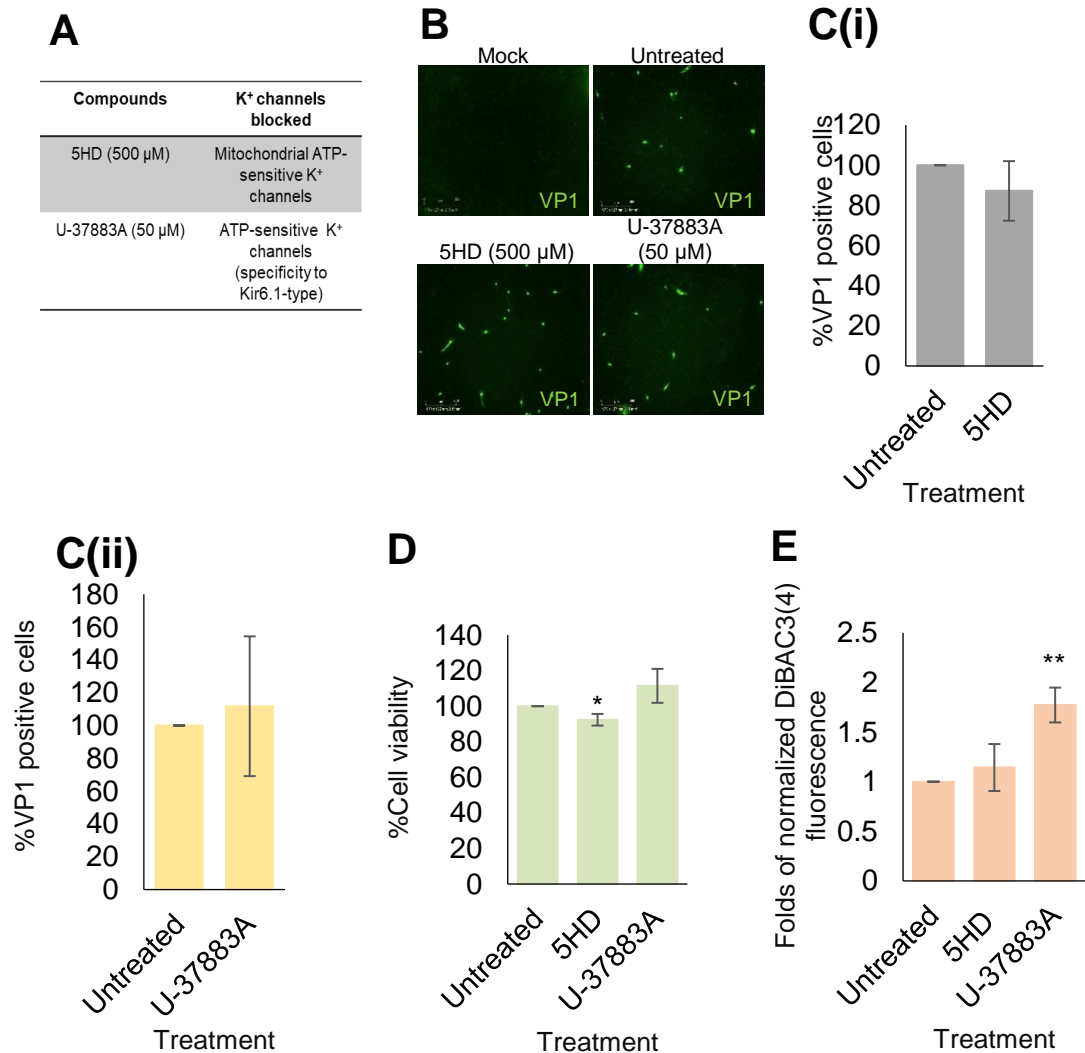 A
Compounds
K⁺ channels
blocked
5HD (500 µM)
Mitochondrial ATP-
sensitive K⁺
channels
U-37883A (50 µM)
ATP-sensitive K⁺
channels
(specificity to
Kir6.1-type)
B
Mock
Untreated
VP1
VP1
5HD (500 µM)
U-37883A
(50 µM)
VP1
VP1
C(i)
%VP1 positive cells
120
100
80
60
40
20
0
Untreated
5HD
Treatment
C(ii)
%VP1 positive cells
180
160
140
120
100
80
60
40
20
0
Untreated
U-37883A
Treatment
D
%Cell viability
140
120
100
80
60
40
20
0
*
Untreated
5HD
U-37883A
Treatment
E
Folds of normalized DiBAC3(4)
fluorescence
2.5
2
1.5
1
0.5
0
**
Untreated
5HD
U-37883A
Treatment